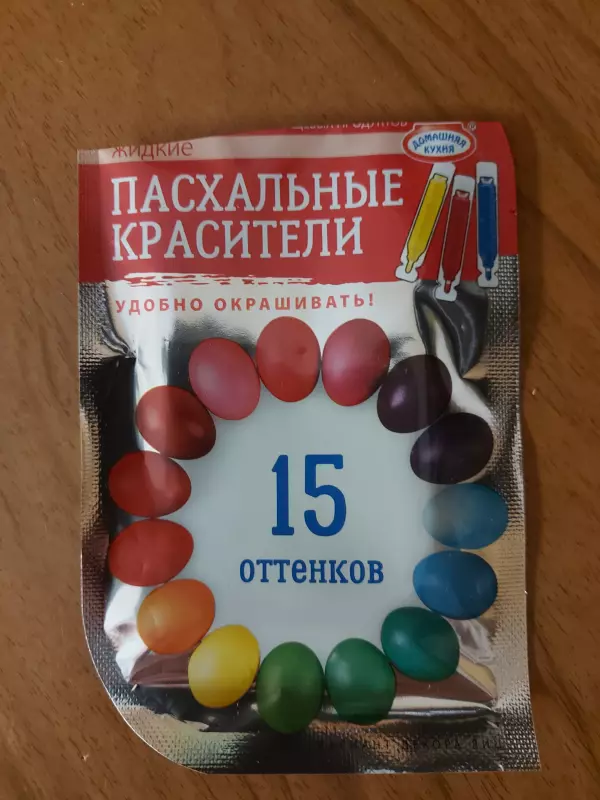 ДОМАШНЯЯ
КУХНЯ
®
ЖИДКИЕ
ПАСХАЛЬНЫЕ
КРАСИТЕЛИ
УДОБНО ОКРАШИВАТЬ!
15
оттенков